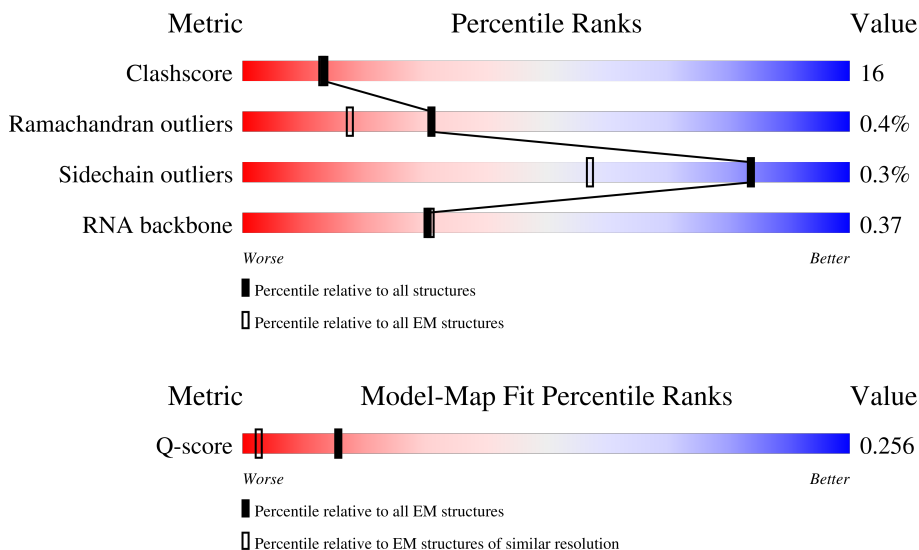 Metric Percentile Ranks Value
Clashscore 16
Ramachandran outliers 0.4%
Sidechain outliers 0.3%
RNA backbone 0.37
Worse Better
Percentile relative to all structures
Percentile relative to all EM structures
Metric Model-Map Fit Percentile Ranks Value
Q-score 0.256
Worse Better
Percentile relative to all EM structures
Percentile relative to EM structures of similar resolution